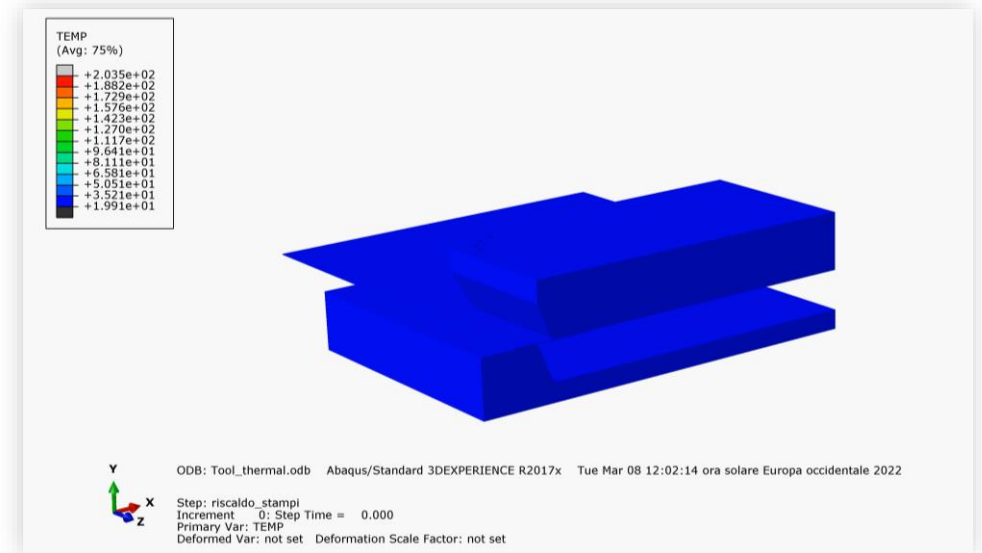 TEMP
(Avg: 75%)
+2.035e+02
+1.882e+02
+1.729e+02
+1.576e+02
+1.423e+02
+1.270e+02
+1.117e+02
+9.641e+01
+8.111e+01
+6.581e+01
+5.051e+01
+3.521e+01
+1.991e+01
Y
X
Z
ODB: Tool_thermal.odb Abaqus/Standard 3DEXPERIENCE R2017x Tue Mar 08 12:02:14 ora solare Europa occidentale 2022
Step: riscaldo_stampi
Increment 0: Step Time = 0.000
Primary Var: TEMP
Deformed Var: not set Deformation Scale Factor: not set